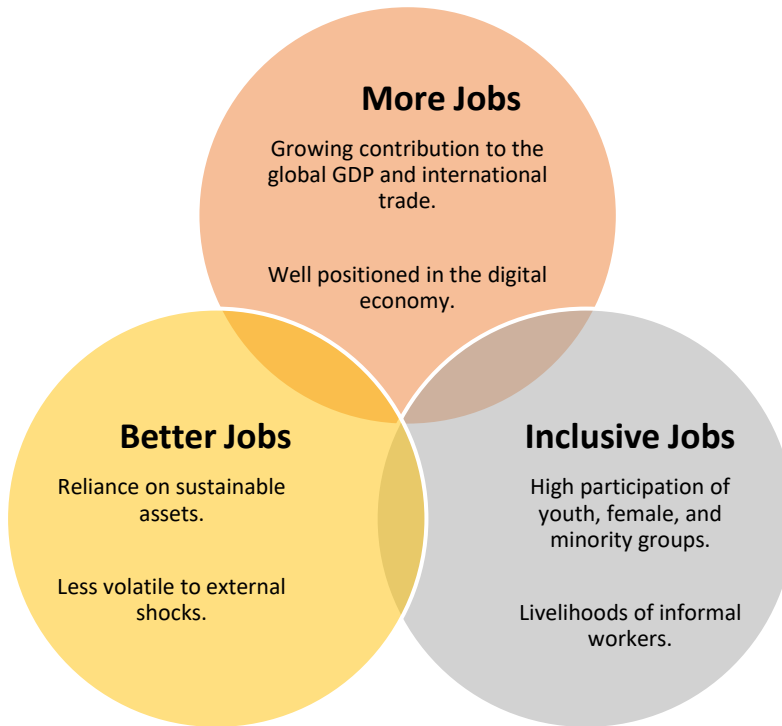 More Jobs
Growing contribution to the
global GDP and international
trade.
Well positioned in the digital
economy.
Better Jobs
Reliance on sustainable
assets.
Less volatile to external
shocks.
Inclusive Jobs
High participation of
youth, female, and
minority groups.
Livelihoods of informal
workers.